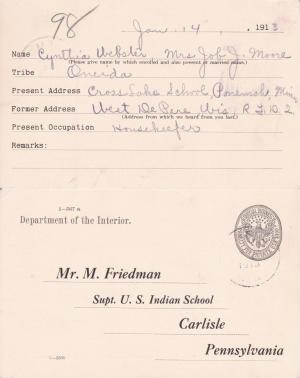 98
Jan. 14, 1913
Name Cynthia Webster Mrs. Job J. Moore
(Please give name by which enrolled and also present or married name.)
Tribe Oneida
Present Address Cross Lake School, Ponemah, Minn
Former Address West De Pere Wis, R.F.D. 2,
(Address from which we heard from you last.)
Present Occupation Housekeeper
Remarks:
Department of the Interior.
Mr. M. Friedman
Supt. U. S. Indian School
Carlisle
Pennsylvania